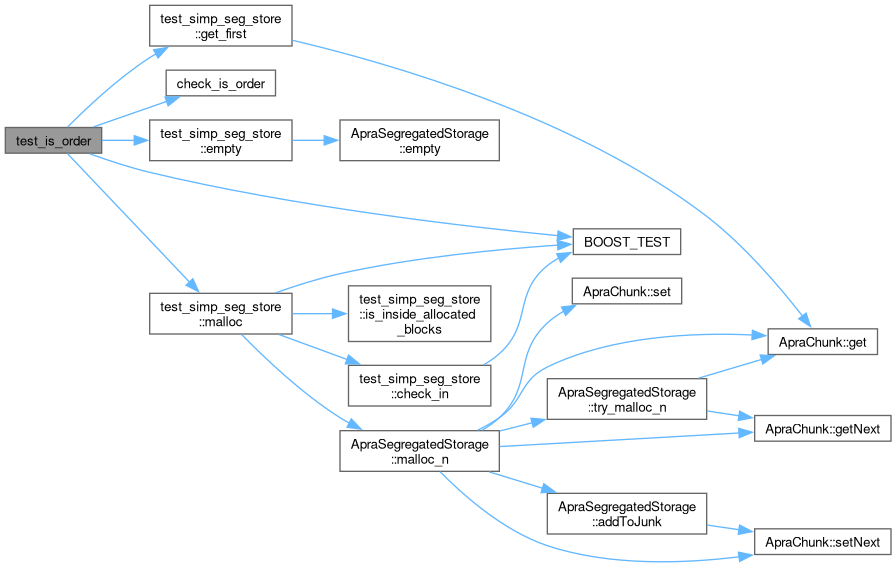 test_simp_seg_store
::get_first
check_is_order
test_is_order
test_simp_seg_store
::empty
ApraSegregatedStorage
::empty
BOOST_TEST
ApraChunk::set
test_simp_seg_store
::malloc
test_simp_seg_store
::is_inside_allocated
_blocks
ApraChunk::get
test_simp_seg_store
::check_in
ApraSegregatedStorage
::try_malloc_n
ApraChunk::getNext
ApraSegregatedStorage
::malloc_n
ApraSegregatedStorage
::addToJunk
ApraChunk::setNext